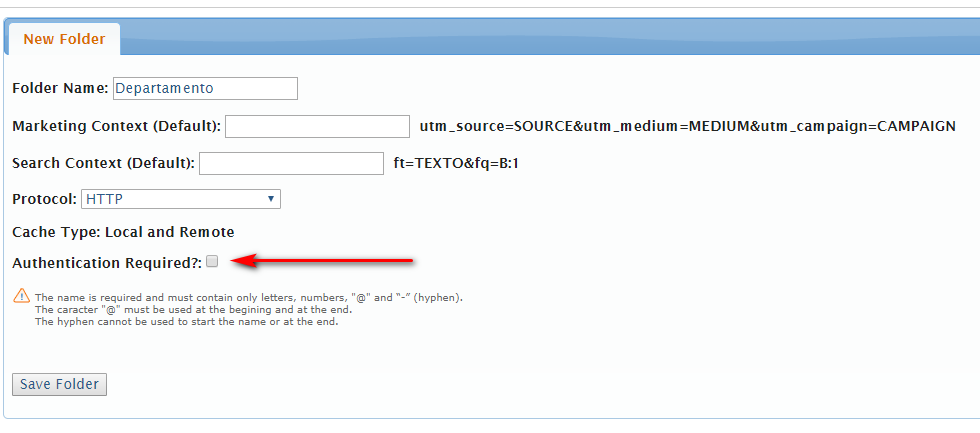 New Folder
Folder Name: Departamento
Marketing Context (Default): utm_source=SOURCE&utm_medium=MEDIUM&utm_campaign=CAMPAIGN
Search Context (Default): ft=TEXTO&fq=B:1
Protocol: HTTP
Cache Type: Local and Remote
Authentication Required?:
The name is required and must contain only letters, numbers, "@" and “-” (hyphen).
The caracter "@" must be used at the begining and at the end.
The hyphen cannot be used to start the name or at the end.
Save Folder